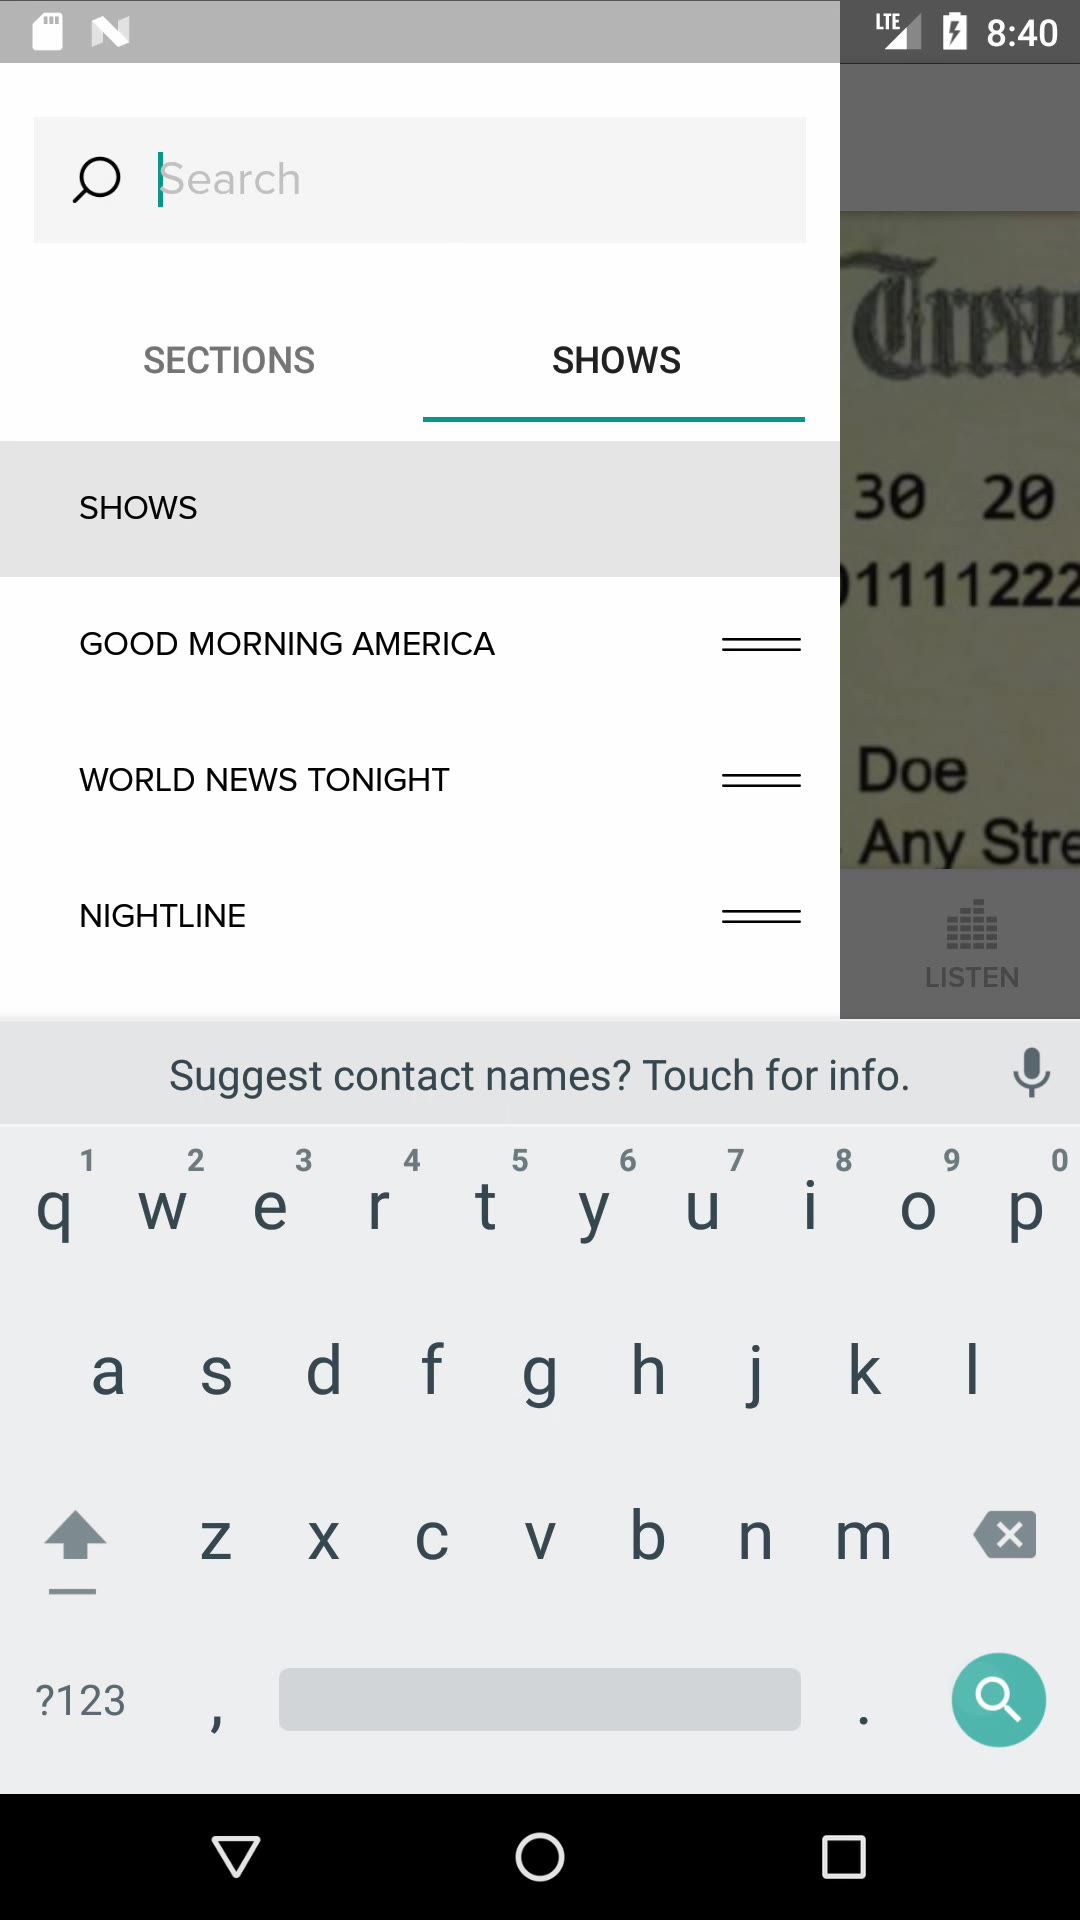 LTE 8:40
Search
SECTIONS SHOWS
SHOWS
GOOD MORNING AMERICA
WORLD NEWS TONIGHT
NIGHTLINE
30 20
1111222
Doe
Any Stre
LISTEN
Suggest contact names? Touch for info.
1 2 3 4 5 6 7 8 9 0
q w e r t y u i o p
a s d f g h j k l
z x c v b n m
?123 , .